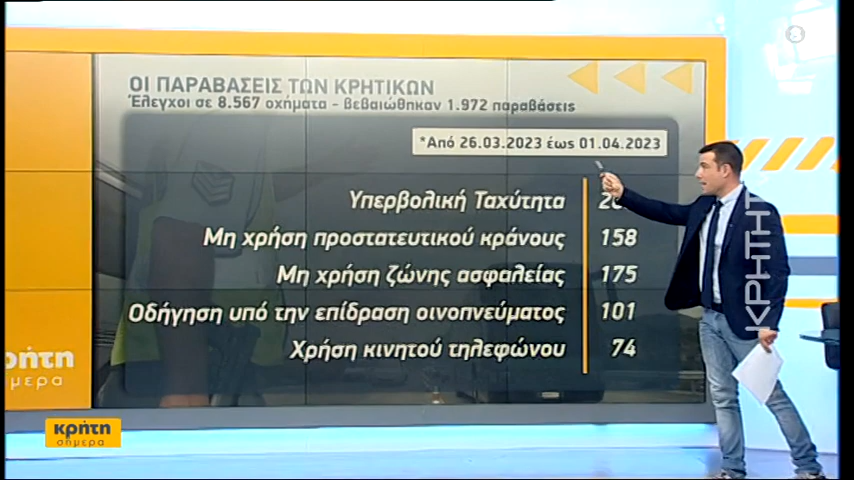 ΟΙ ΠΑΡΑΒΑΣΕΙΣ ΤΩΝ ΚΡΗΤΙΚΩΝ
Έλεγχοι σε 8.567 οχήματα - βεβαιώθηκαν 1.972 παραβάσεις
*Από 26.03.2023 έως 01.04.2023
Υπερβολική Ταχύτητα
Μη χρήση προστατευτικού κράνους 158
Μη χρήση ζώνης ασφαλείας 175
Οδήγηση υπό την επίδραση οινοπνεύματος 101
Χρήση κινητού τηλεφώνου 74
κρήτη
σήμερα
ΚΡΗΤΗ